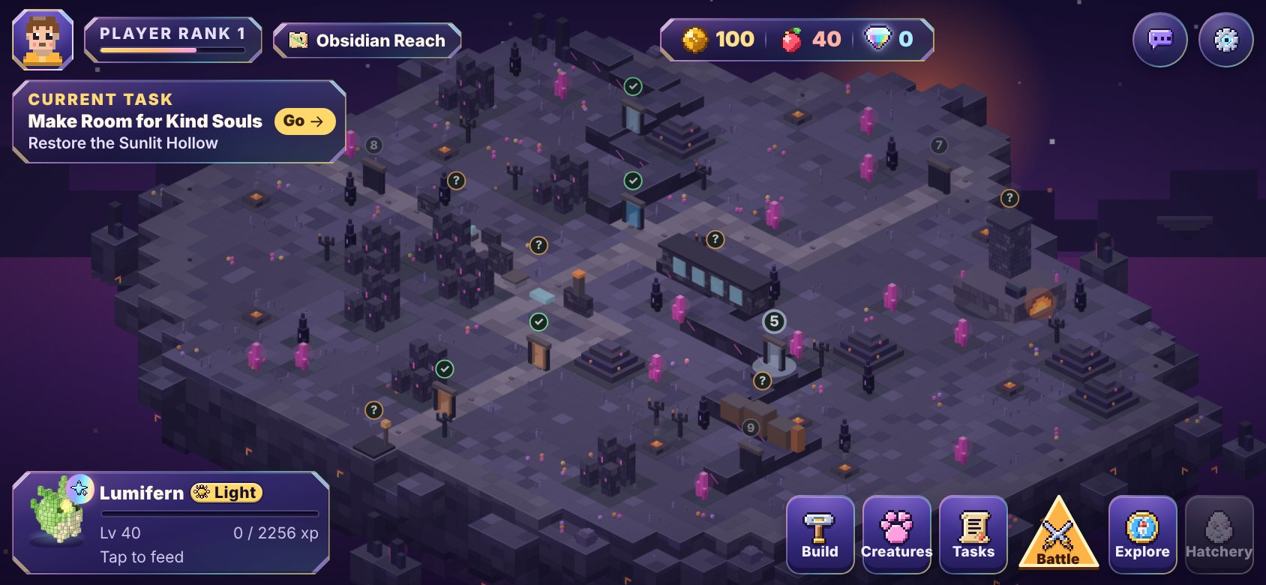 PLAYER RANK 1
Obsidian Reach
100
40
0
CURRENT TASK
Make Room for Kind Souls
Go →
Restore the Sunlit Hollow
8
7
?
?
?
?
5
?
?
9
Lumifern
Light
Lv 40
0 / 2256 xp
Tap to feed
Build
Creatures
Tasks
Battle
Explore
Hatchery